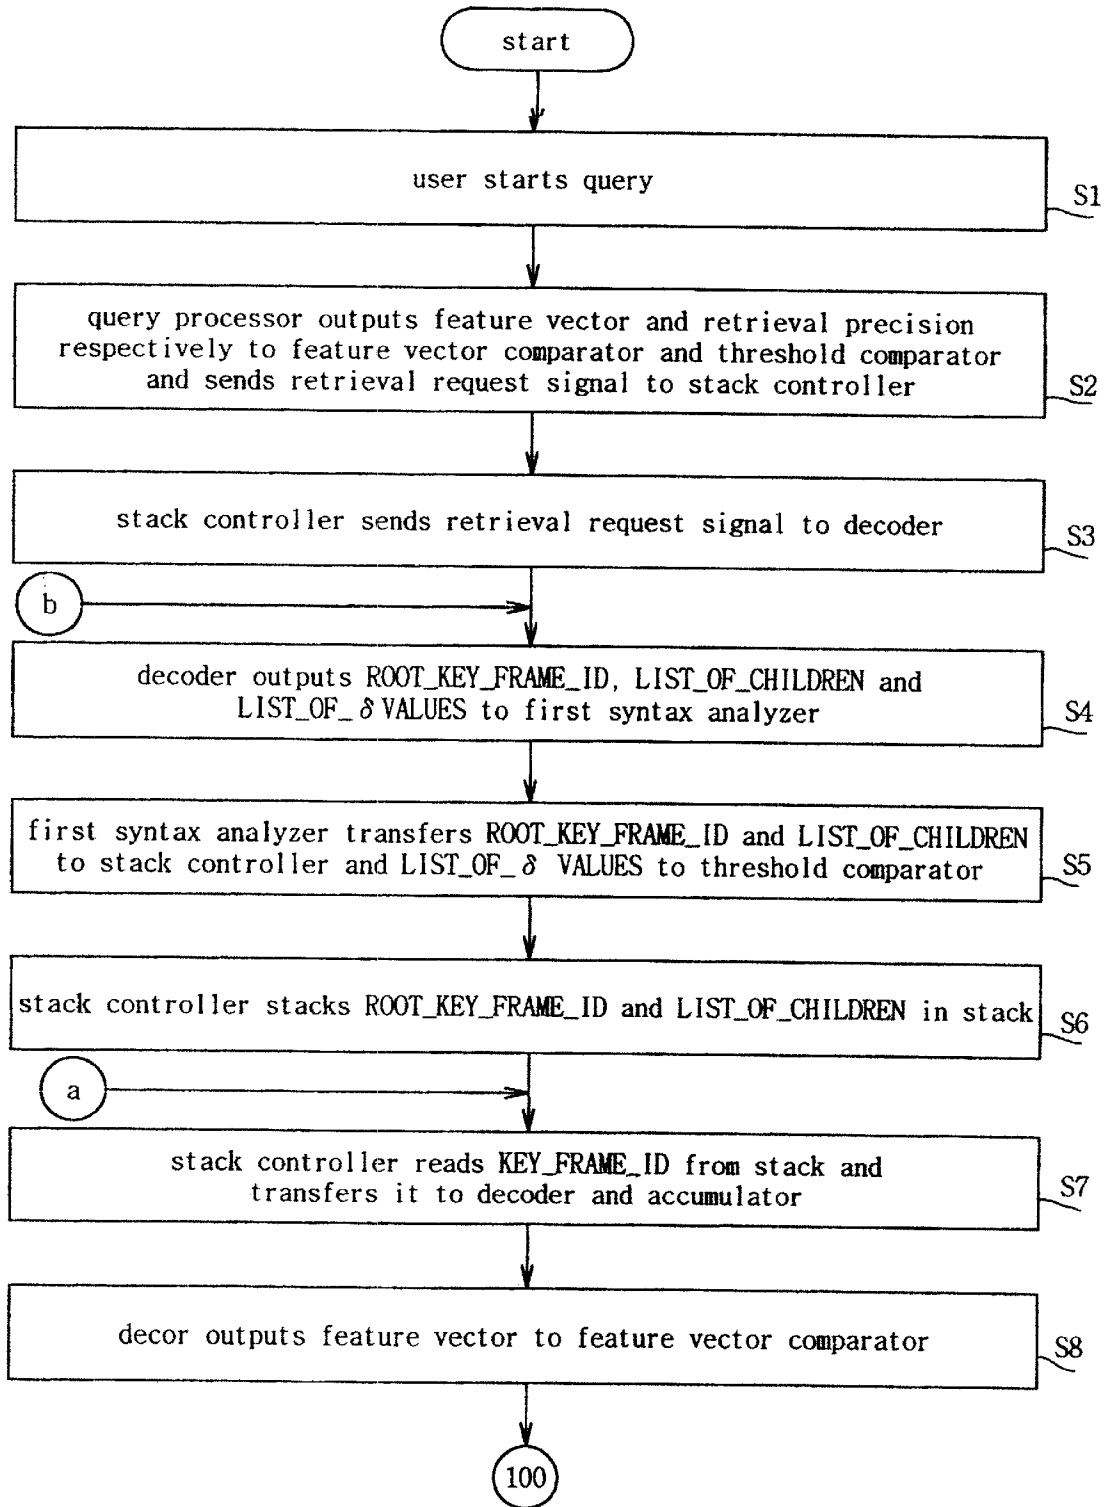 start
user starts query
S1
query processor outputs feature vector and retrieval precision
respectively to feature vector comparator and threshold comparator
and sends retrieval request signal to stack controller
S2
stack controller sends retrieval request signal to decoder
S3
b
decoder outputs ROOT_KEY_FRAME_ID, LIST_OF_CHILDREN and
LIST_OF_δ VALUES to first syntax analyzer
S4
first syntax analyzer transfers ROOT_KEY_FRAME_ID and LIST_OF_CHILDREN
to stack controller and LIST_OF_δ VALUES to threshold comparator
S5
stack controller stacks ROOT_KEY_FRAME_ID and LIST_OF_CHILDREN in stack
S6
a
stack controller reads KEY_FRAME_ID from stack and
transfers it to decoder and accumulator
S7
decor outputs feature vector to feature vector comparator
S8
100